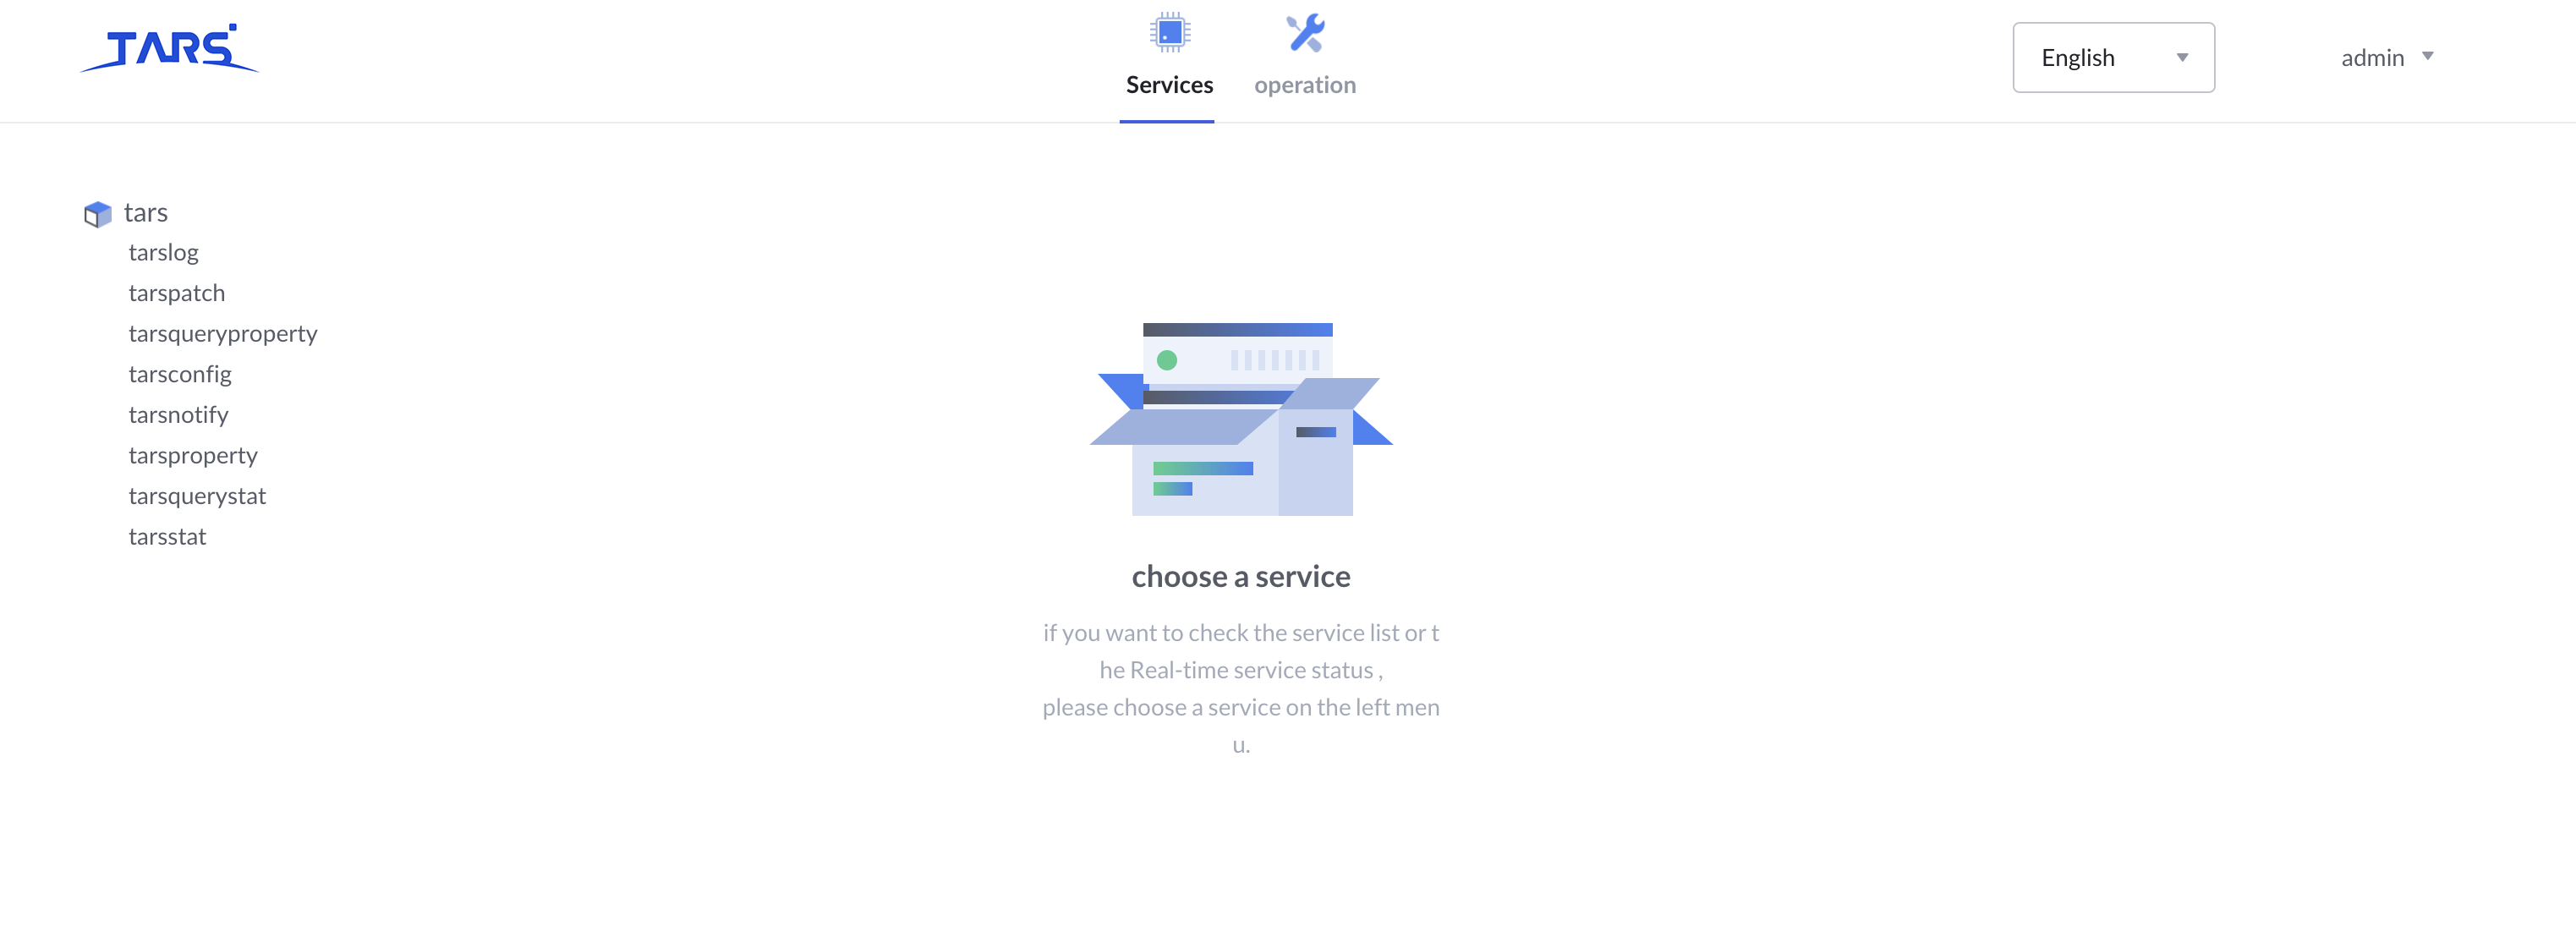 TARS
Services
operation
English
admin
tars
tarslog
tarspatch
tarsqueryproperty
tarsconfig
tarsnotify
tarsproperty
tarsquerystat
tarsstat
choose a service
if you want to check the service list or t
he Real-time service status ,
please choose a service on the left men
u.